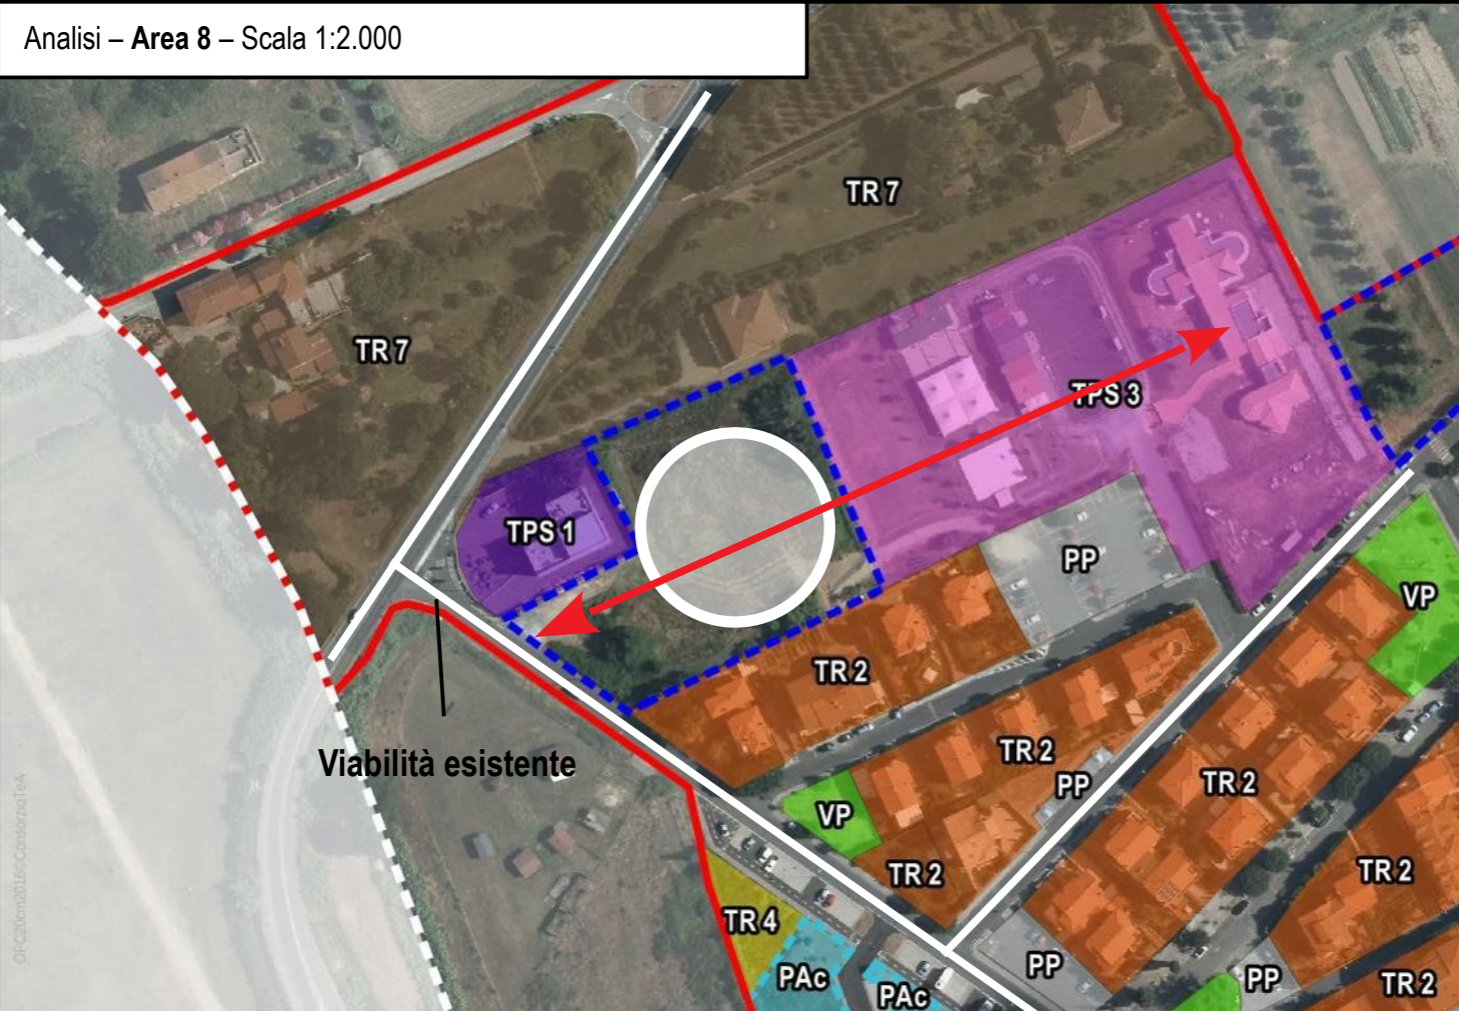 Analisi – Area 8 – Scala 1:2.000
TR 7
TR 7
TPS 3
TPS 1
PP
VP
TR 2
TR 2
PP
TR 2
VP
TR 2
TR 2
TR 4
PAc
PAc
PP
PP
TR 2
Viabilità esistente
OFC20cm2016©ConsorzioTeA